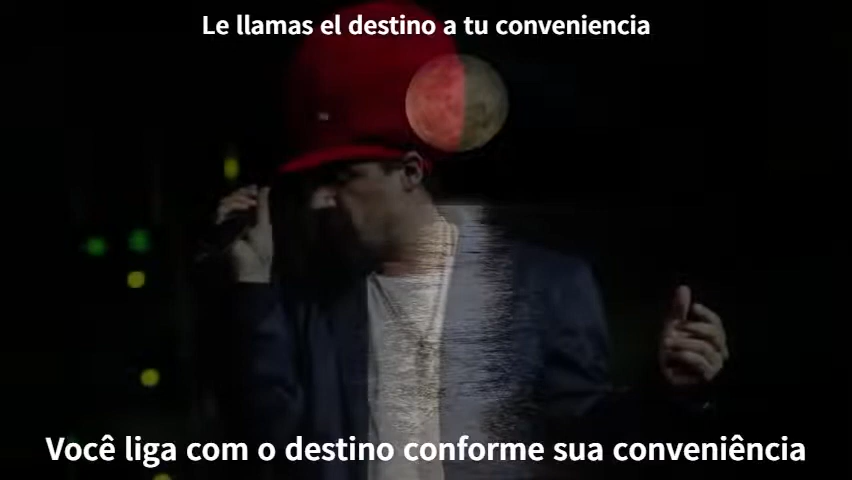 Le llamas el destino a tu conveniencia
Você liga com o destino conforme sua conveniência